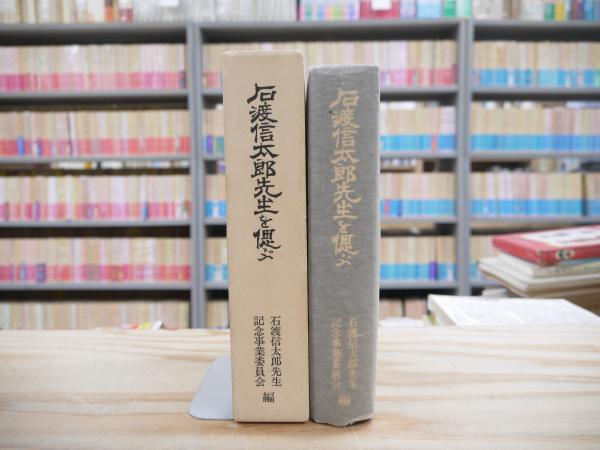 石渡信太郎先生を偲ぶ
石渡信太郎先生
記念事業委員会
編
石渡信太郎先生を偲ぶ
石渡信太郎先生
記念事業委員会
編